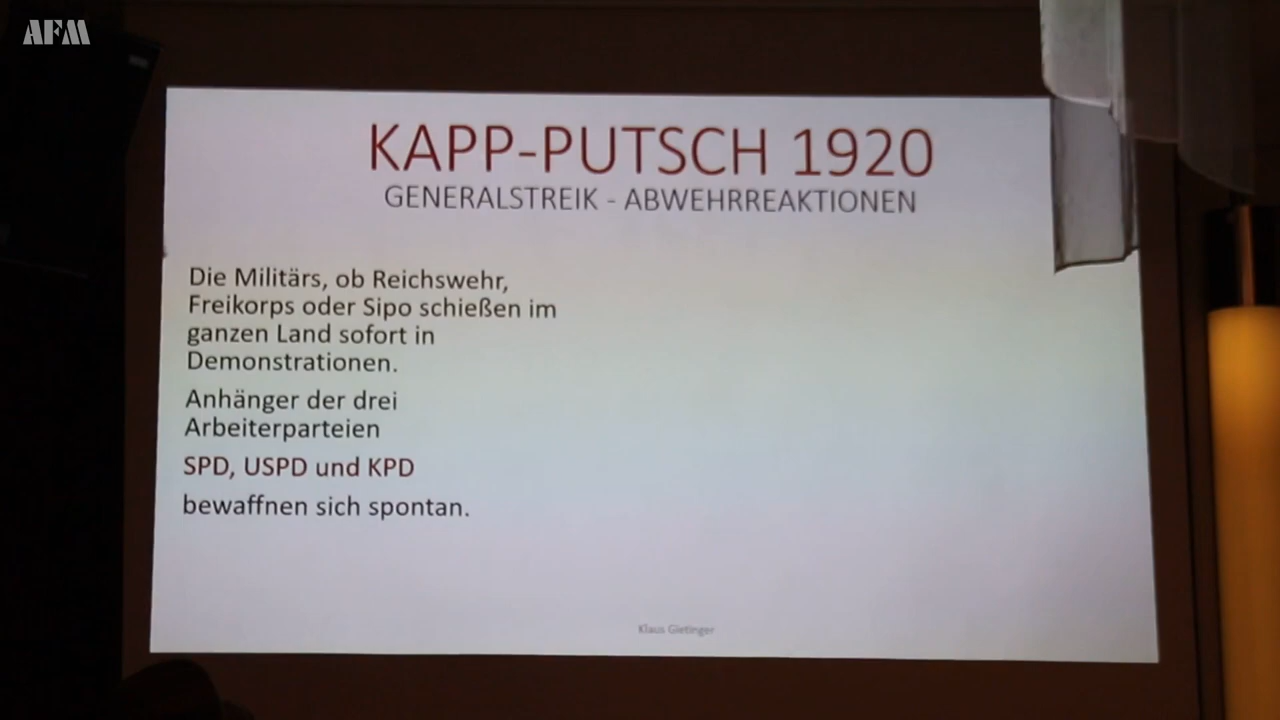 AFM
KAPP-PUTSCH 1920
GENERALSTREIK - ABWEHRREAKTIONEN
Die Militärs, ob Reichswehr,
Freikorps oder Sipo schießen im
ganzen Land sofort in
Demonstrationen.
Anhänger der drei
Arbeiterparteien
SPD, USPD und KPD
bewaffnen sich spontan.
Klaus Gietinger